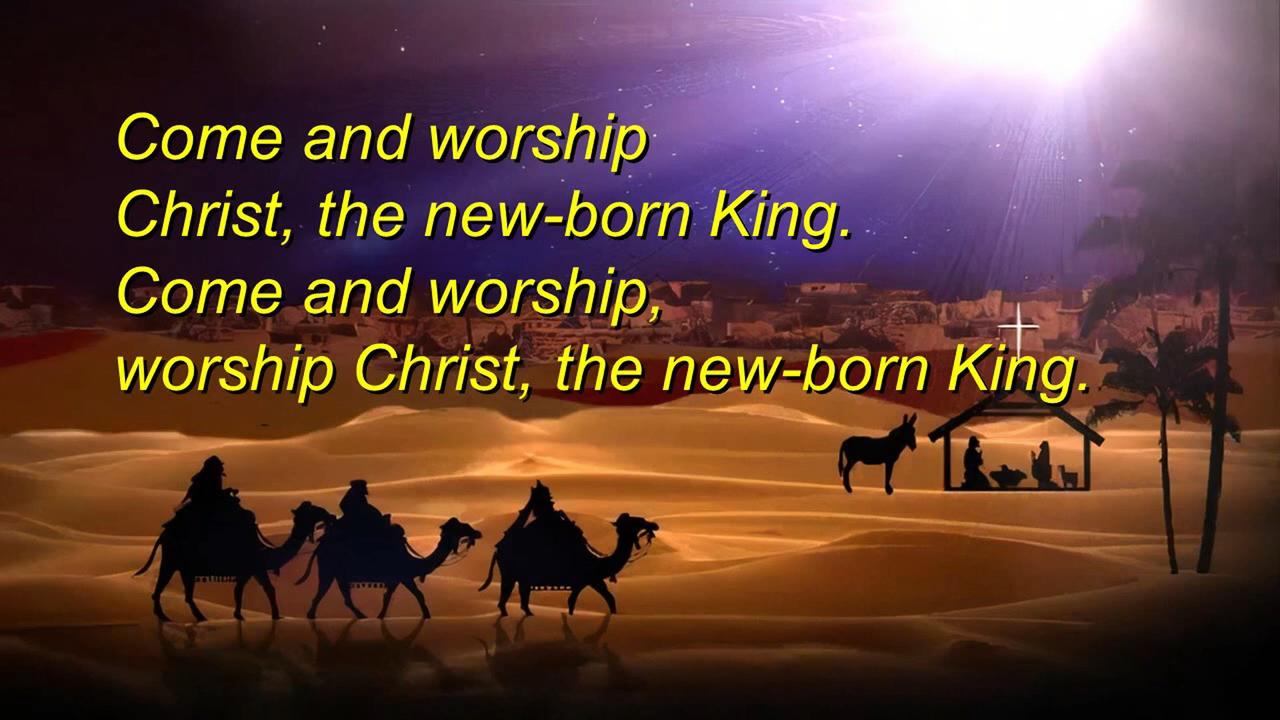 Come and worship
Christ, the new-born King.
Come and worship,
worship Christ, the new-born King.